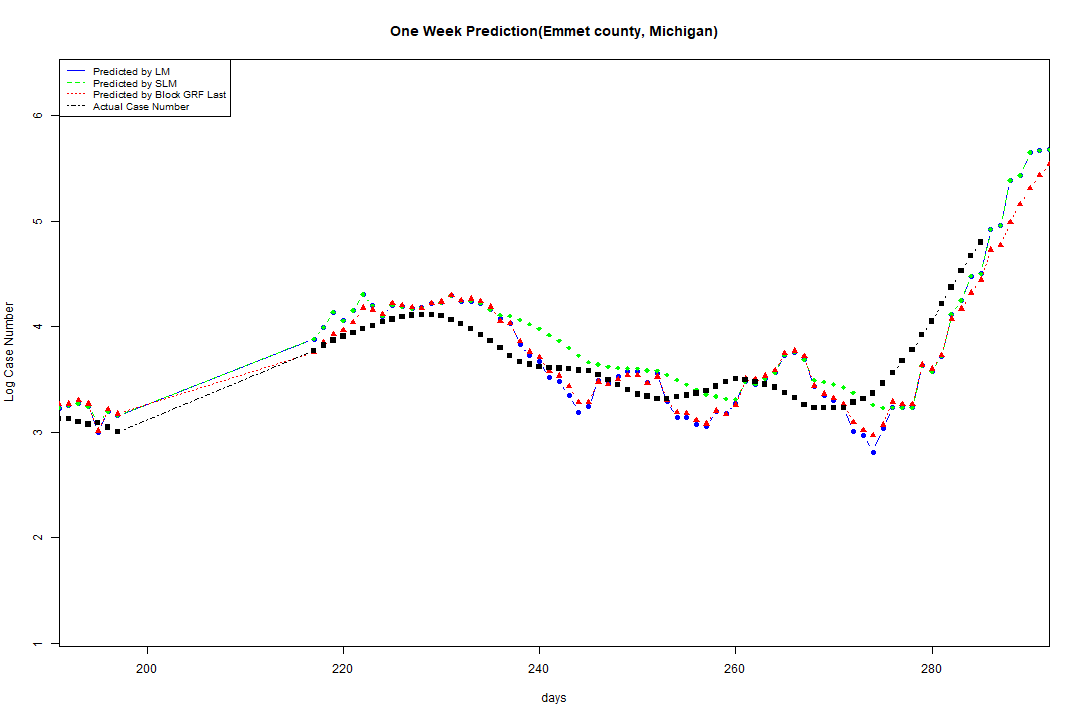 One Week Prediction(Emmet county, Michigan)
Predicted by LM
Predicted by SLM
Predicted by Block GRF Last
Actual Case Number
6
5
4
3
2
1
Log Case Number
200 220 240 260 280
days